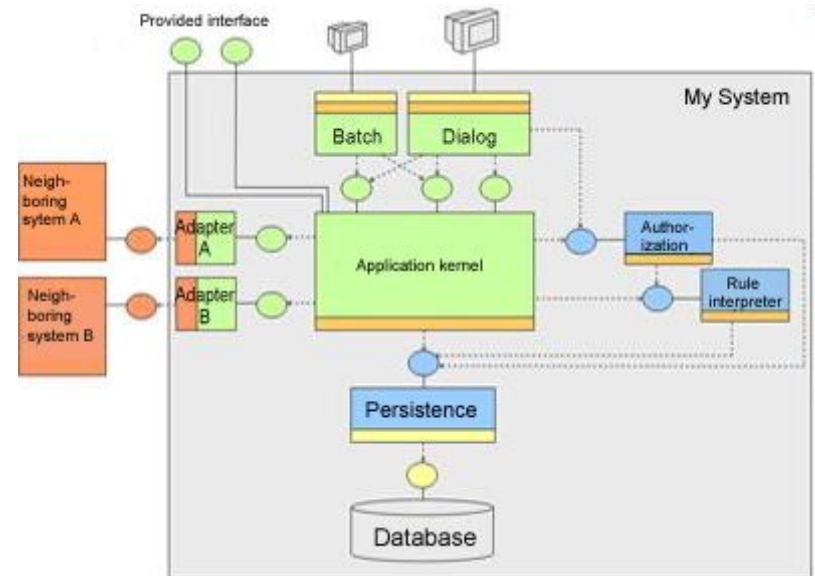 Provided interface
My System
Batch
Dialog
Neigh-
boring
sytem A
Adapter
A
Application kernel
Author-
ization
Neigh-
boring
system B
Adapter
B
Rule
interpreter
Persistence
Database